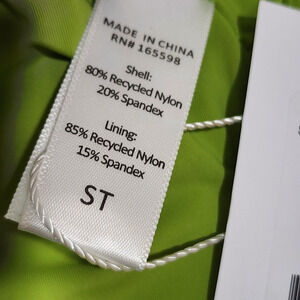 MADE IN CHINA
RN# 165598
Shell:
80% Recycled Nylon
20% Spandex
Lining:
85% Recycled Nylon
15% Spandex
ST